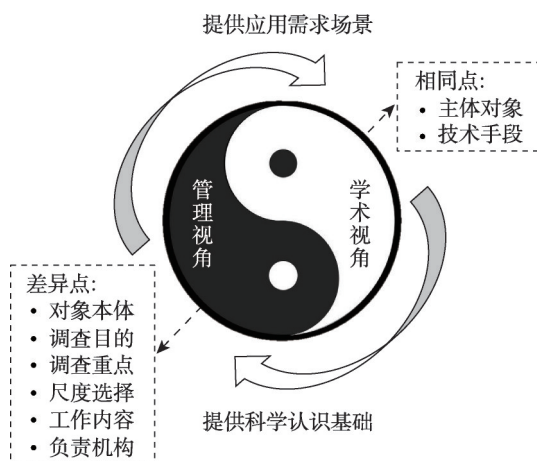 提供应用需求场景
相同点:
• 主体对象
• 技术手段
管理视角
学术视角
差异点:
• 对象本体
• 调查目的
• 调查重点
• 尺度选择
• 工作内容
• 负责机构
提供科学认识基础